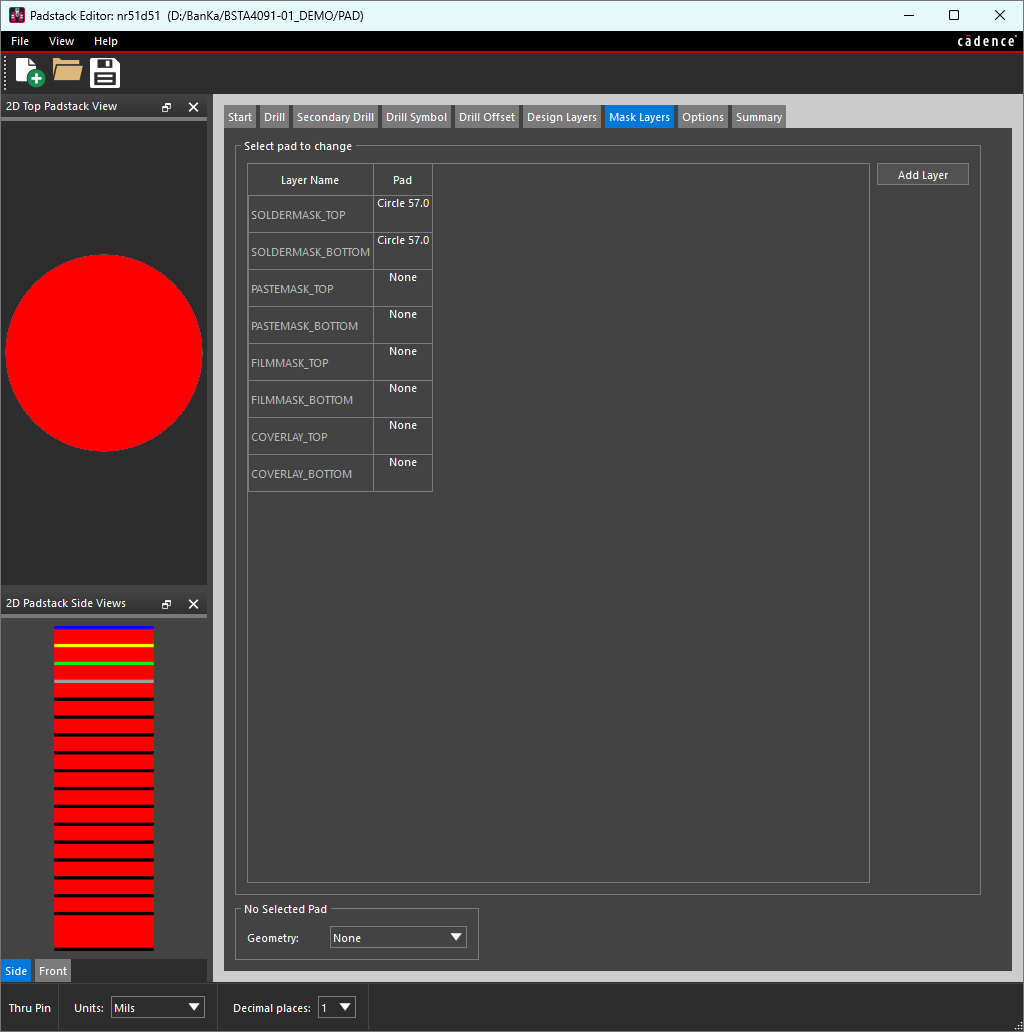 Padstack Editor: nr51d51 (D:/BanKa/BSTA4091-01_DEMO/PAD)
File View Help
cādence
2D Top Padstack View
Start Drill Secondary Drill Drill Symbol Drill Offset Design Layers Mask Layers Options Summary
Select pad to change
Layer Name Pad
Add Layer
SOLDERMASK_TOP Circle 57.0
SOLDERMASK_BOTTOM Circle 57.0
PASTEMASK_TOP None
PASTEMASK_BOTTOM None
FILMMASK_TOP None
FILMMASK_BOTTOM None
COVERLAY_TOP None
COVERLAY_BOTTOM None
2D Padstack Side Views
No Selected Pad
Geometry: None
Side Front
Thru Pin Units: Mils Decimal places: 1